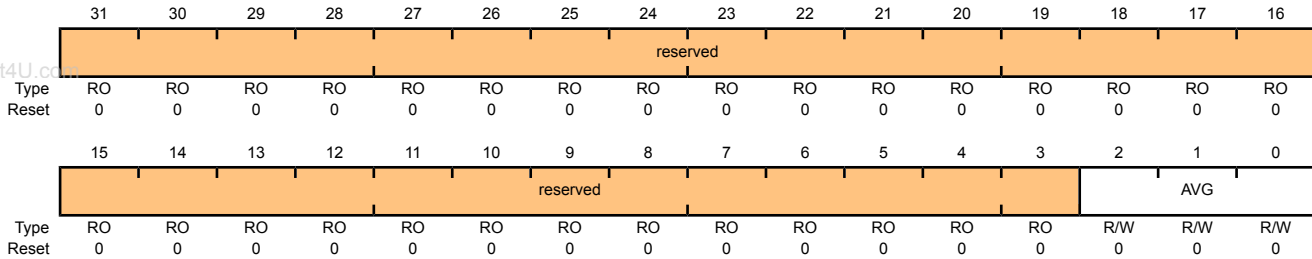 31 30 29 28 27 26 25 24 23 22 21 20 19 18 17 16
reserved
t4U.com
Type RO RO RO RO RO RO RO RO RO RO RO RO RO RO RO RO
Reset 0 0 0 0 0 0 0 0 0 0 0 0 0 0 0 0
15 14 13 12 11 10 9 8 7 6 5 4 3 2 1 0
reserved AVG
Type RO RO RO RO RO RO RO RO RO RO RO RO RO R/W R/W R/W
Reset 0 0 0 0 0 0 0 0 0 0 0 0 0 0 0 0